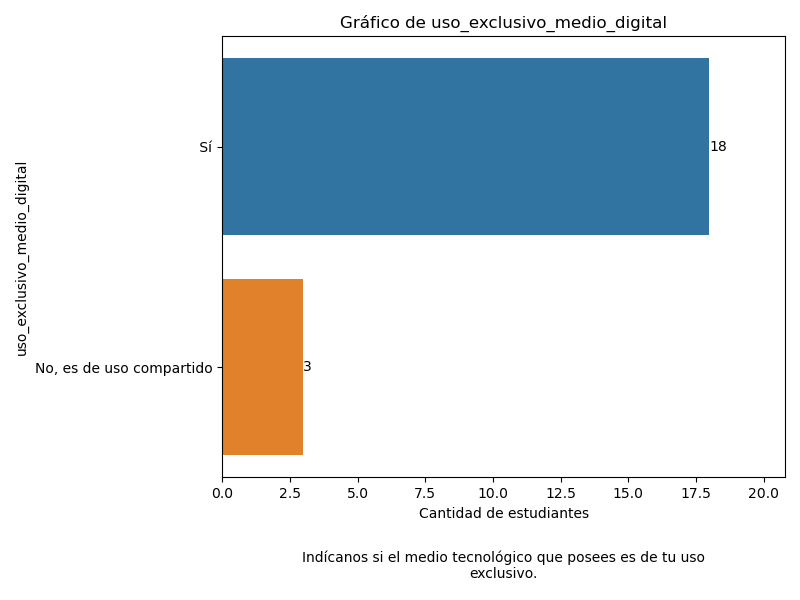 Gráfico de uso_exclusivo_medio_digital
uso_exclusivo_medio_digital
Sí
18
No, es de uso compartido
3
0.0 2.5 5.0 7.5 10.0 12.5 15.0 17.5 20.0
Cantidad de estudiantes
Indícanos si el medio tecnológico que posees es de tu uso
exclusivo.